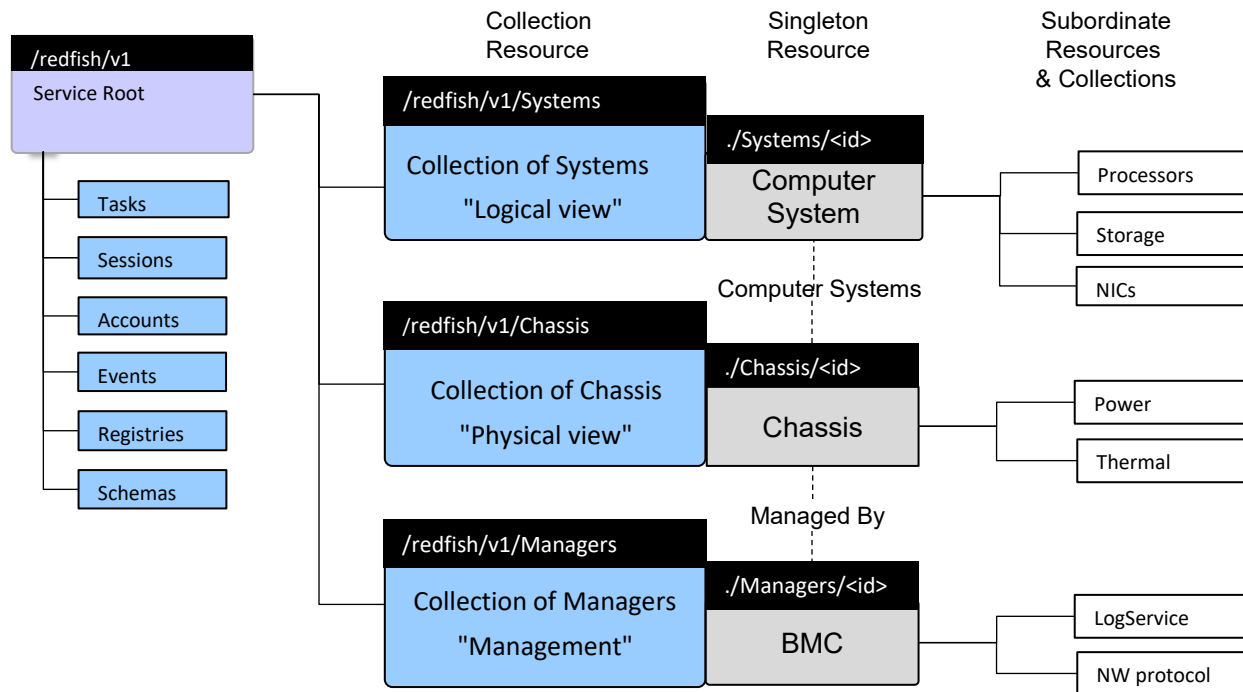 Collection
Resource
Singleton
Resource
Subordinate
Resources
& Collections
/redfish/v1
Service Root
Tasks
Sessions
Accounts
Events
Registries
Schemas
/redfish/v1/Systems
Collection of Systems
"Logical view"
./Systems/<id>
Computer
System
Processors
Storage
NICs
Computer Systems
/redfish/v1/Chassis
Collection of Chassis
"Physical view"
./Chassis/<id>
Chassis
Power
Thermal
Managed By
/redfish/v1/Managers
Collection of Managers
"Management"
./Managers/<id>
BMC
LogService
NW protocol